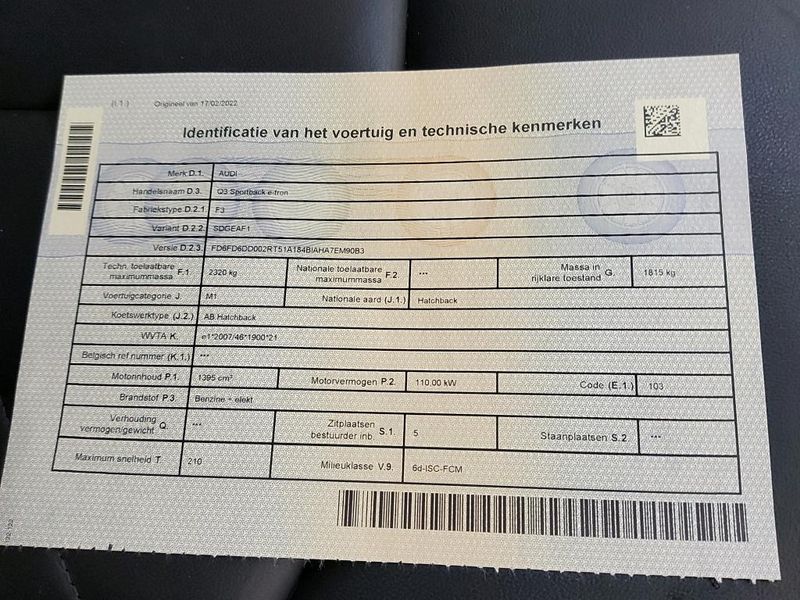 (I.1.) Origineel van 17/02/2022
Identificatie van het voertuig en technische kenmerken
Merk D.1. AUDI
Handelsnaam D.3. Q3 Sportback e-tron
Fabriekstype D.2.1. F3
Variant D.2.2. SDGEAF1
Versie D.2.3. FD6FD6DD002RT51A184BIAHA7EM90B3
Techn. toelaatbare maximummassa F.1. 2320 kg Nationale toelaatbare maximummassa F.2. *** Massa in rijklare toestand G. 1815 kg
Voertuigcategorie J. M1 Nationale aard (J.1.) Hatchback
Koetswerktype (J.2.) AB Hatchback
WVTA K. e1*2007/46*1900*21
Belgisch ref.nummer (K.1.) ***
Motorinhoud P.1. 1395 cm³ Motorvermogen P.2. 110.00 kW Code (E.1.) 103
Brandstof P.3. Benzine + elekt
Verhouding vermogen/gewicht Q. *** Zitplaatsen bestuurder inb. S.1. 5 Staanplaatsen S.2. ***
Maximum snelheid T. 210 Milieuklasse V.9. 6d-ISC-FCM